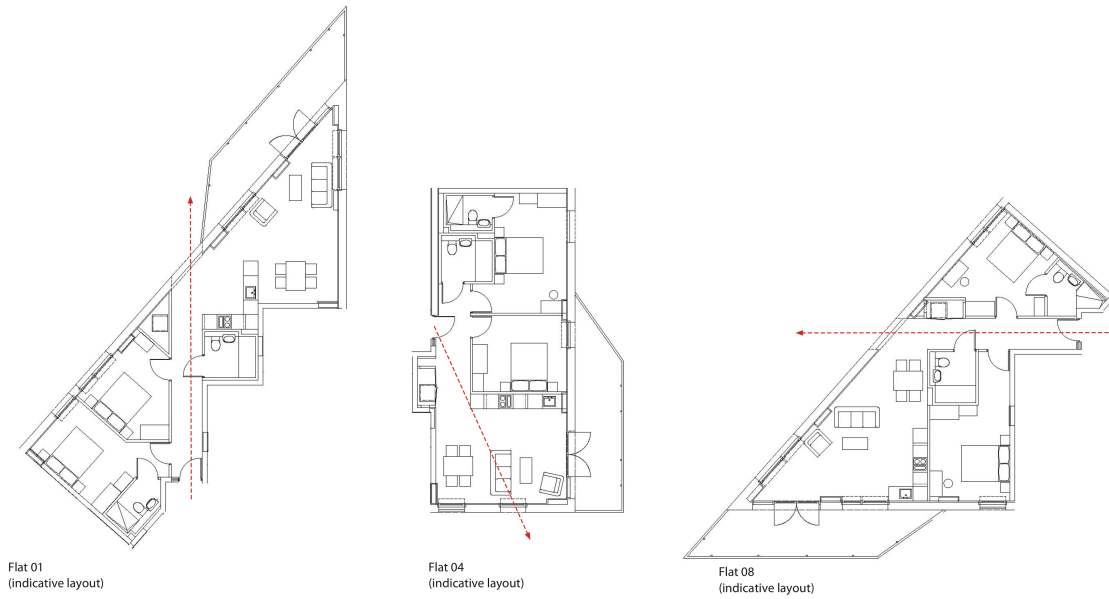 Flat 01
(indicative layout)
Flat 04
(indicative layout)
Flat 08
(indicative layout)